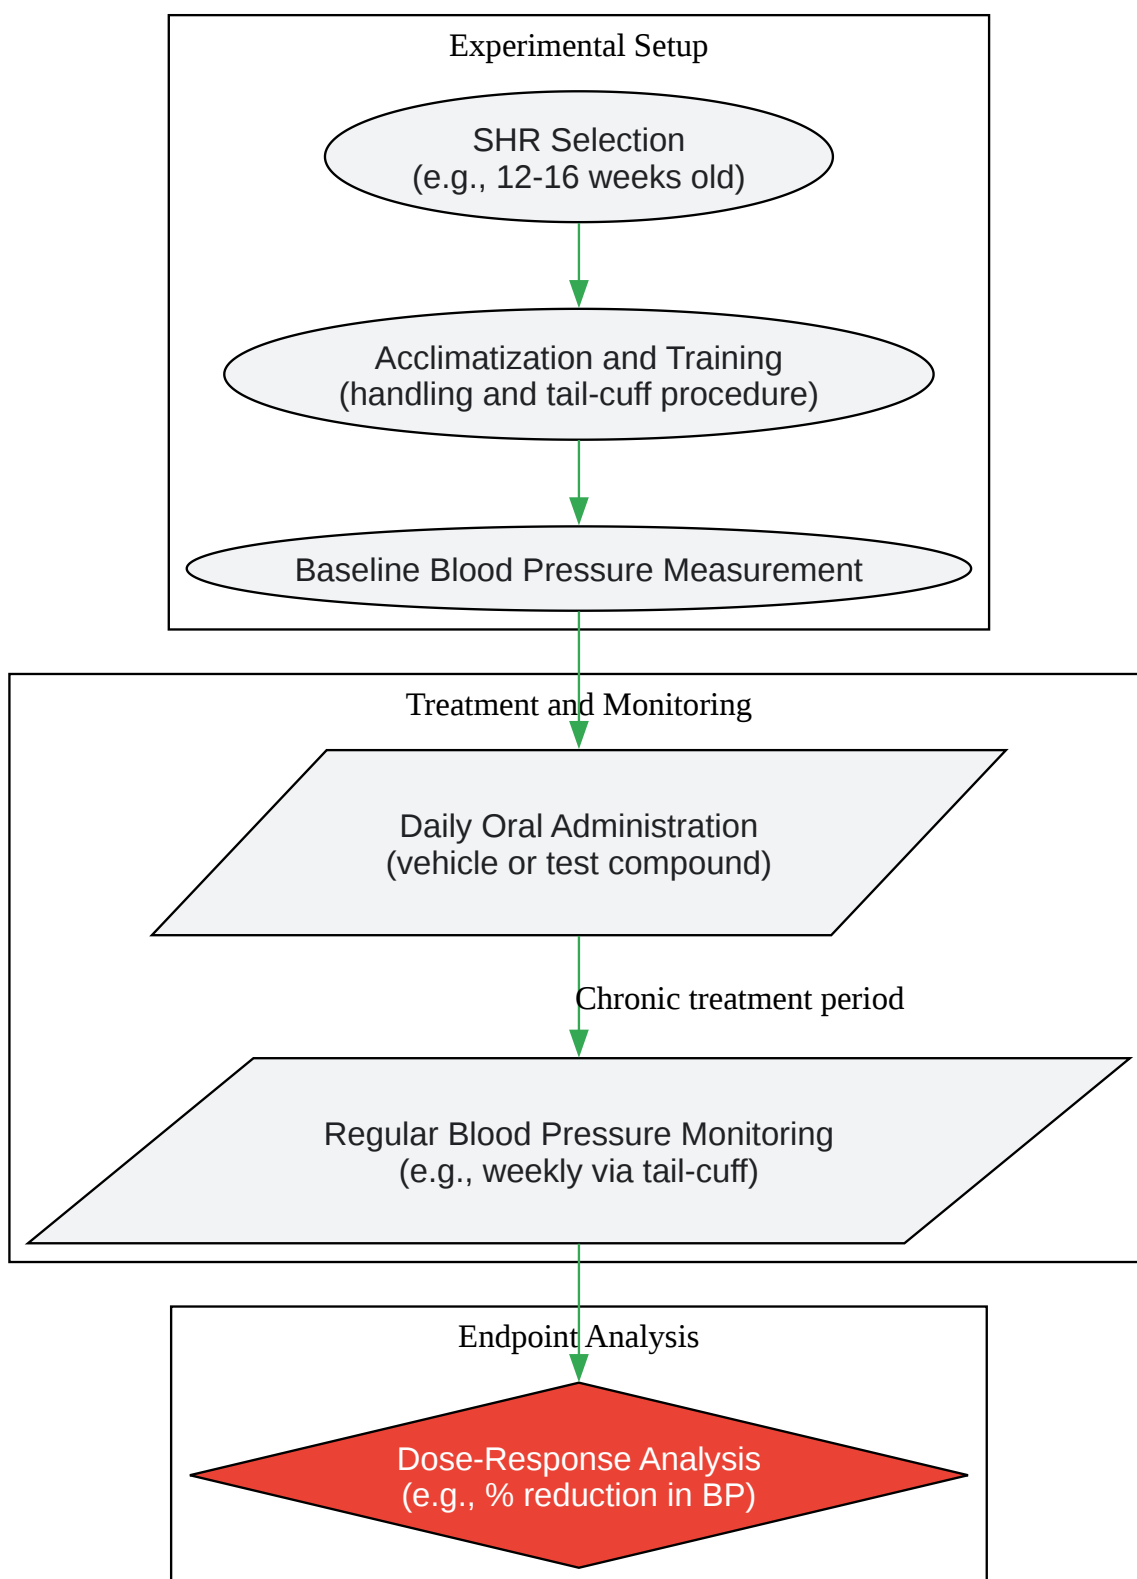 Experimental Setup
SHR Selection
(e.g., 12-16 weeks old)
Acclimatization and Training
(handling and tail-cuff procedure)
Baseline Blood Pressure Measurement
Treatment and Monitoring
Daily Oral Administration
(vehicle or test compound)
Chronic treatment period
Regular Blood Pressure Monitoring
(e.g., weekly via tail-cuff)
Endpoint Analysis
Dose-Response Analysis
(e.g., % reduction in BP)